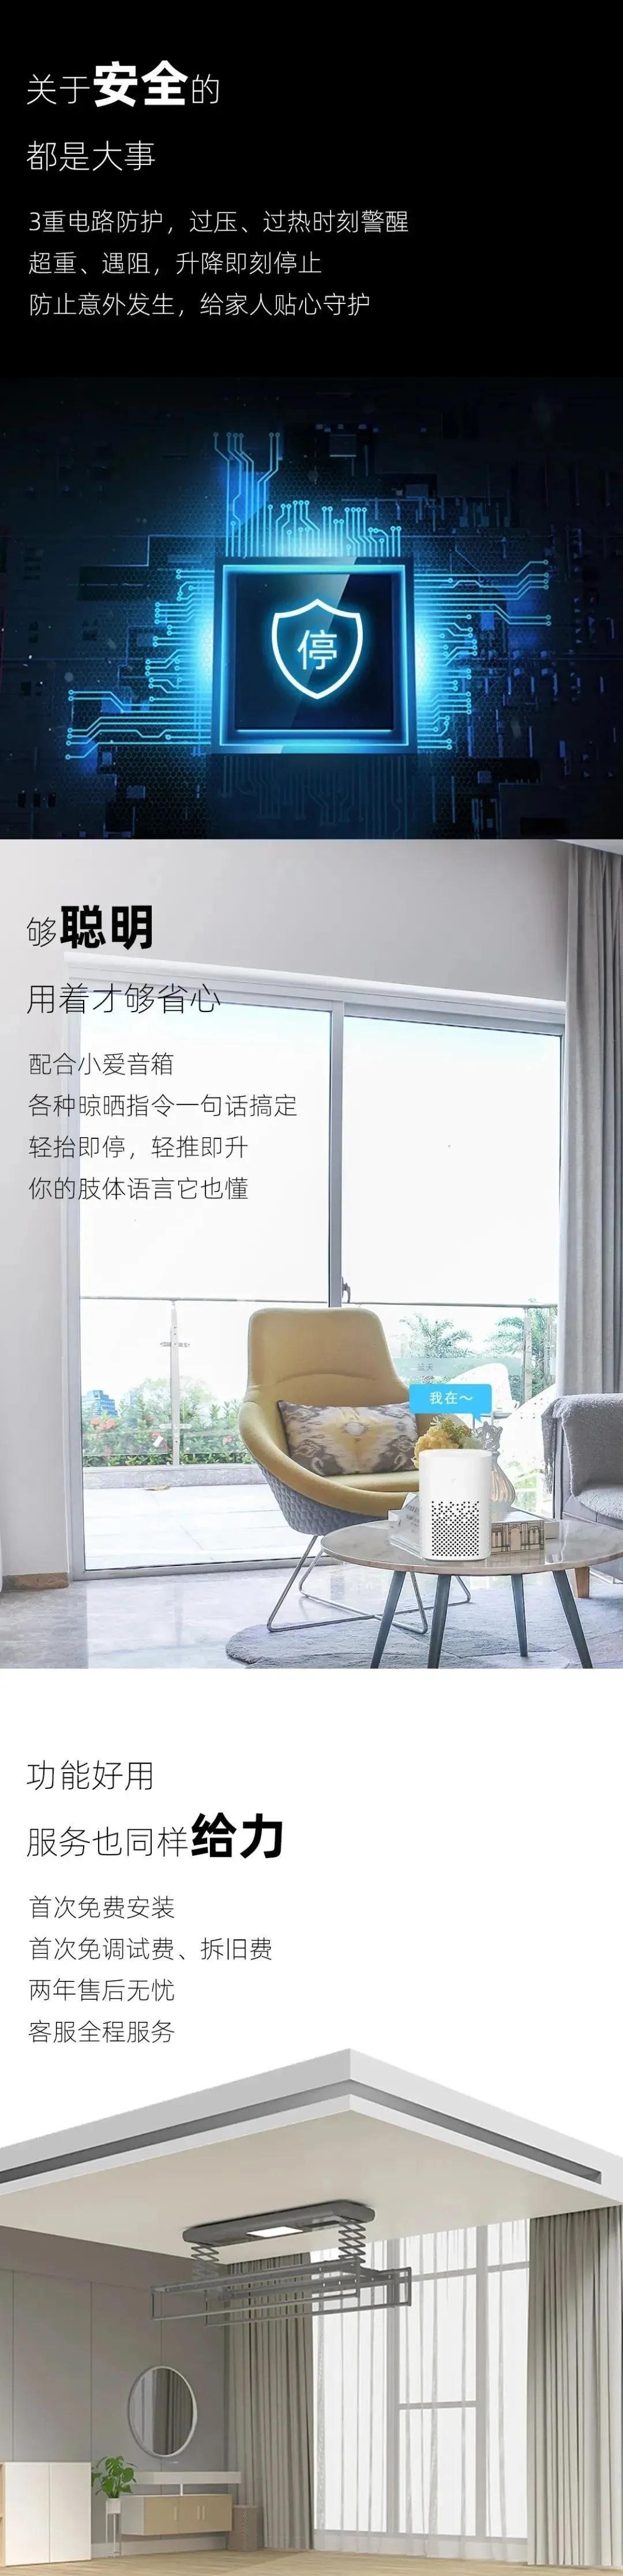 关于安全的
都是大事
3重电路防护，过压、过热时刻警醒
超重、遇阻，升降即刻停止
防止意外发生，给家人贴心守护
停
够聪明
用着才够省心
配合小爱音箱
各种晾晒指令一句话搞定
轻抬即停，轻推即升
你的肢体语言它也懂
我在～
功能好用
服务也同样给力
首次免费安装
首次免调试费、拆旧费
两年售后无忧
客服全程服务